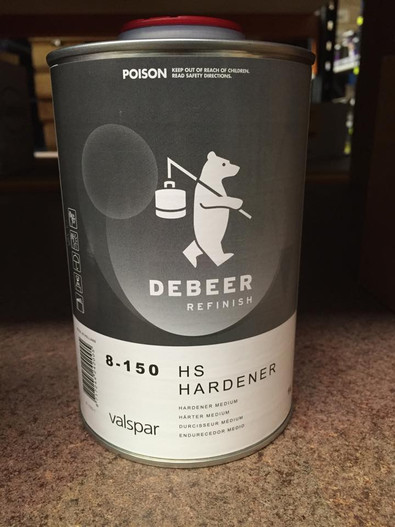 POISON
KEEP OUT OF REACH OF CHILDREN,
READ SAFETY DIRECTIONS.
DEBEER
REFINISH
8-150
HS
HARDENER
HARDENER MEDIUM
HÄRTER MEDIUM
DURCISSEUR MEDIUM
ENDURECEDOR MEDIO
valspar